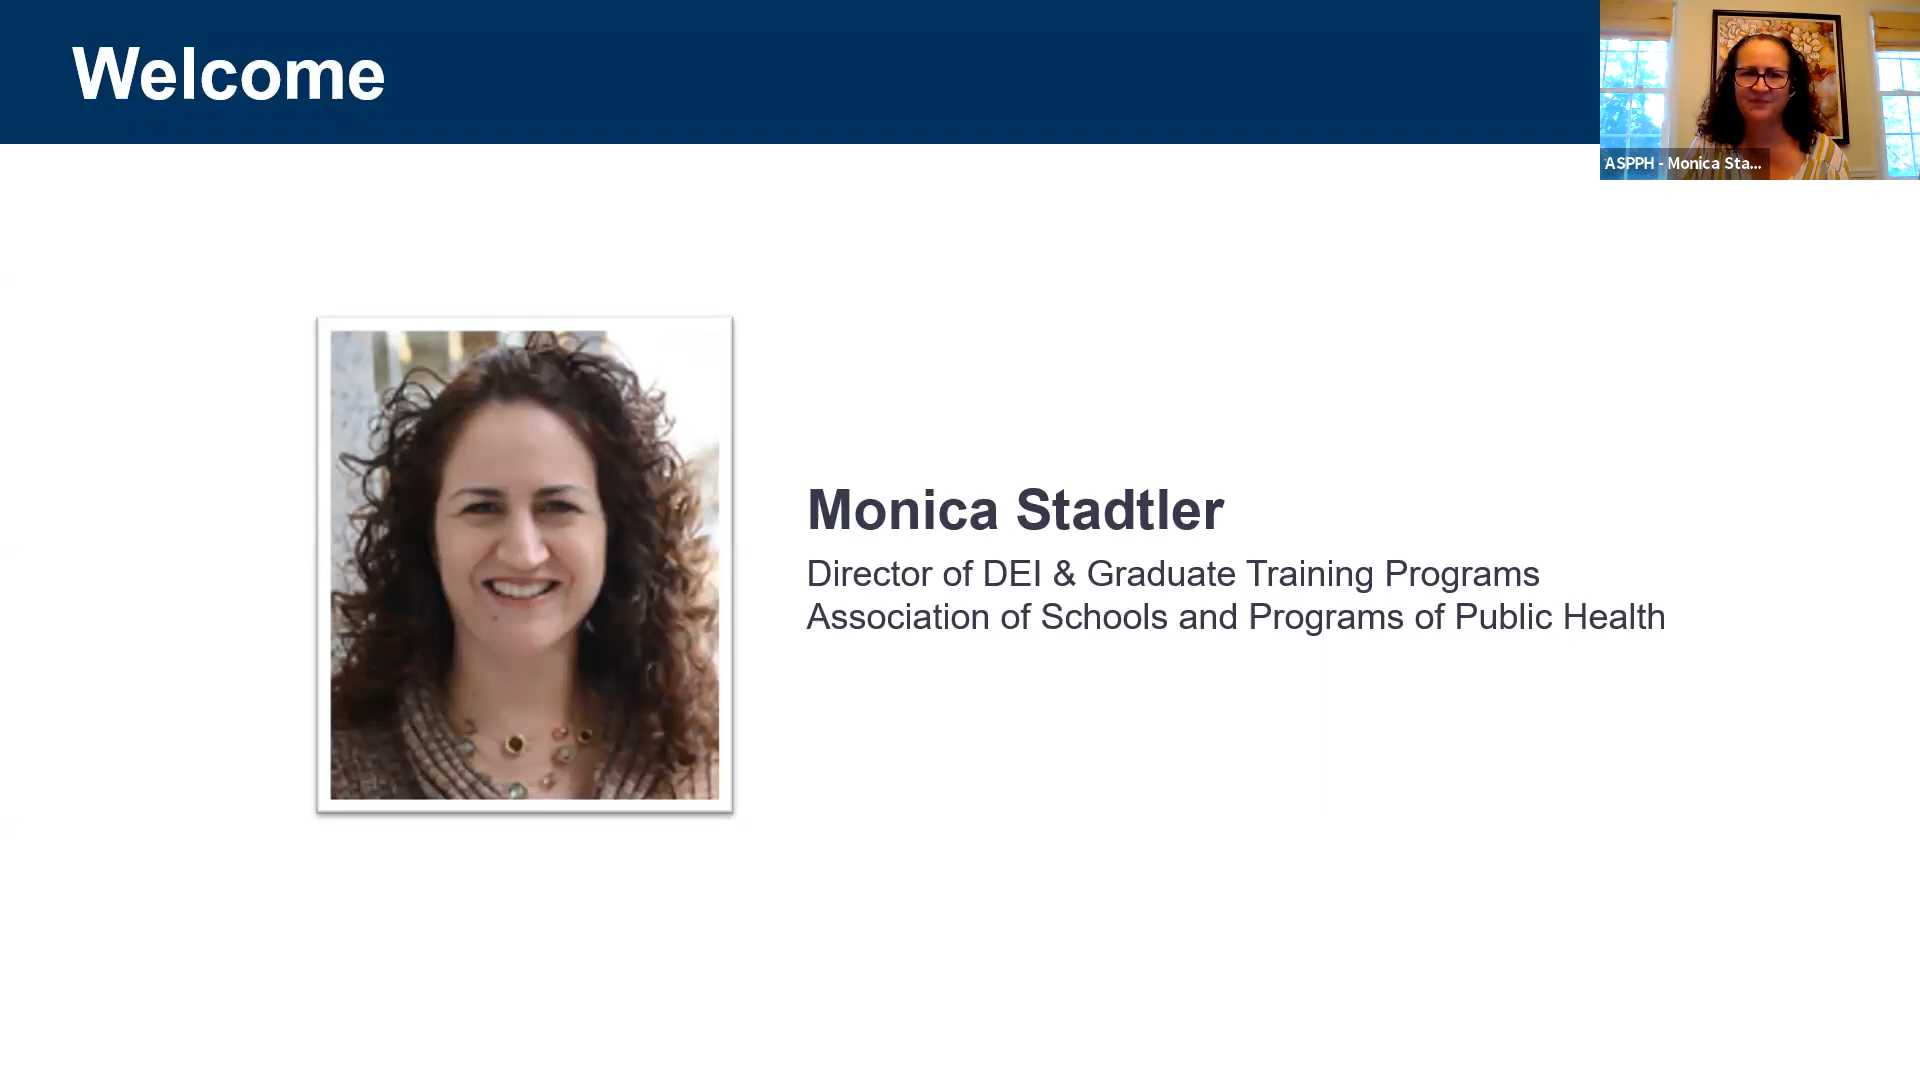 Welcome
ASPPH - Monica Sta...
Monica Stadtler
Director of DEI & Graduate Training Programs
Association of Schools and Programs of Public Health